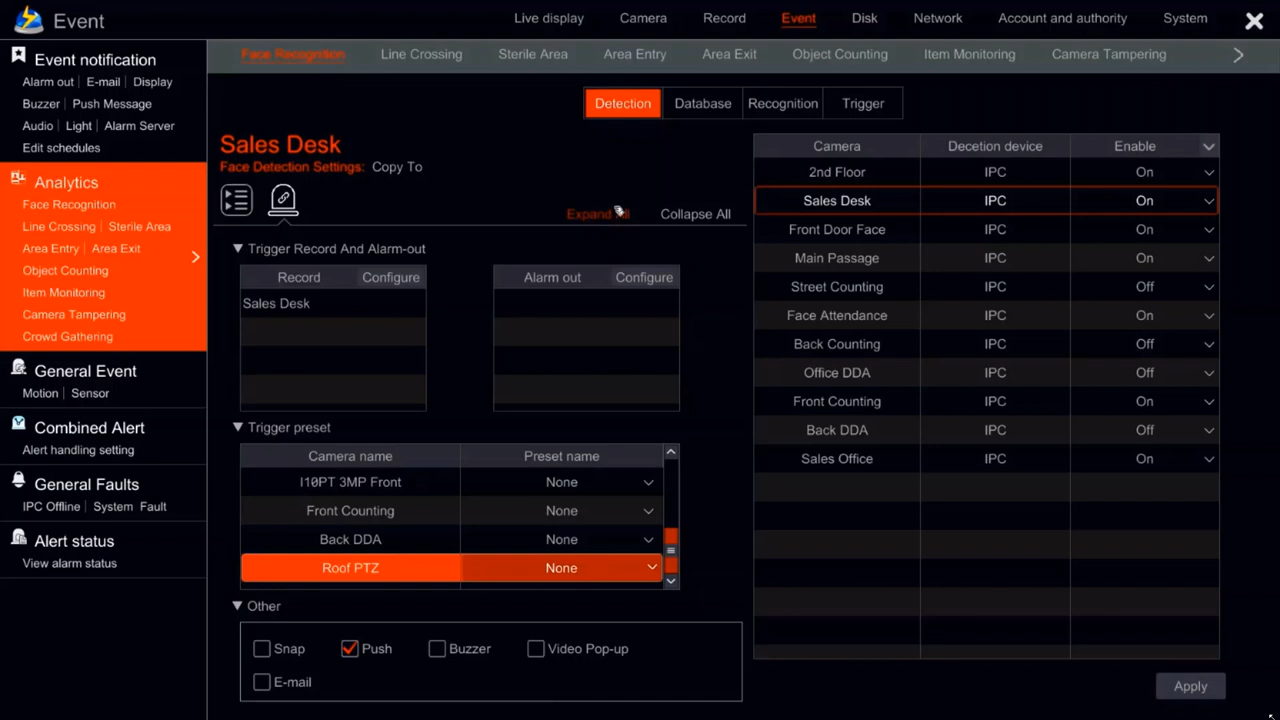 Event
Live display Camera Record Event Disk Network Account and authority System
Event notification
Alarm out E-mail Display
Buzzer Push Message
Audio Light Alarm Server
Edit schedules
Analytics
Face Recognition
Line Crossing Sterile Area
Area Entry Area Exit
Object Counting
Item Monitoring
Camera Tampering
Crowd Gathering
General Event
Motion Sensor
Combined Alert
Alert handling setting
General Faults
IPC Offline System Fault
Alert status
View alarm status
Face Recognition Line Crossing Sterile Area Area Entry Area Exit Object Counting Item Monitoring Camera Tampering
Detection Database Recognition Trigger
Sales Desk
Face Detection Settings: Copy To
Expand All Collapse All
Trigger Record And Alarm-out
Record Configure Alarm out Configure
Sales Desk
Trigger preset
Camera name Preset name
I10PT 3MP Front None
Front Counting None
Back DDA None
Roof PTZ None
Other
Snap Push Buzzer Video Pop-up
E-mail
Camera Decetion device Enable
2nd Floor IPC On
Sales Desk IPC On
Front Door Face IPC On
Main Passage IPC On
Street Counting IPC Off
Face Attendance IPC On
Back Counting IPC Off
Office DDA IPC Off
Front Counting IPC On
Back DDA IPC Off
Sales Office IPC On
Apply